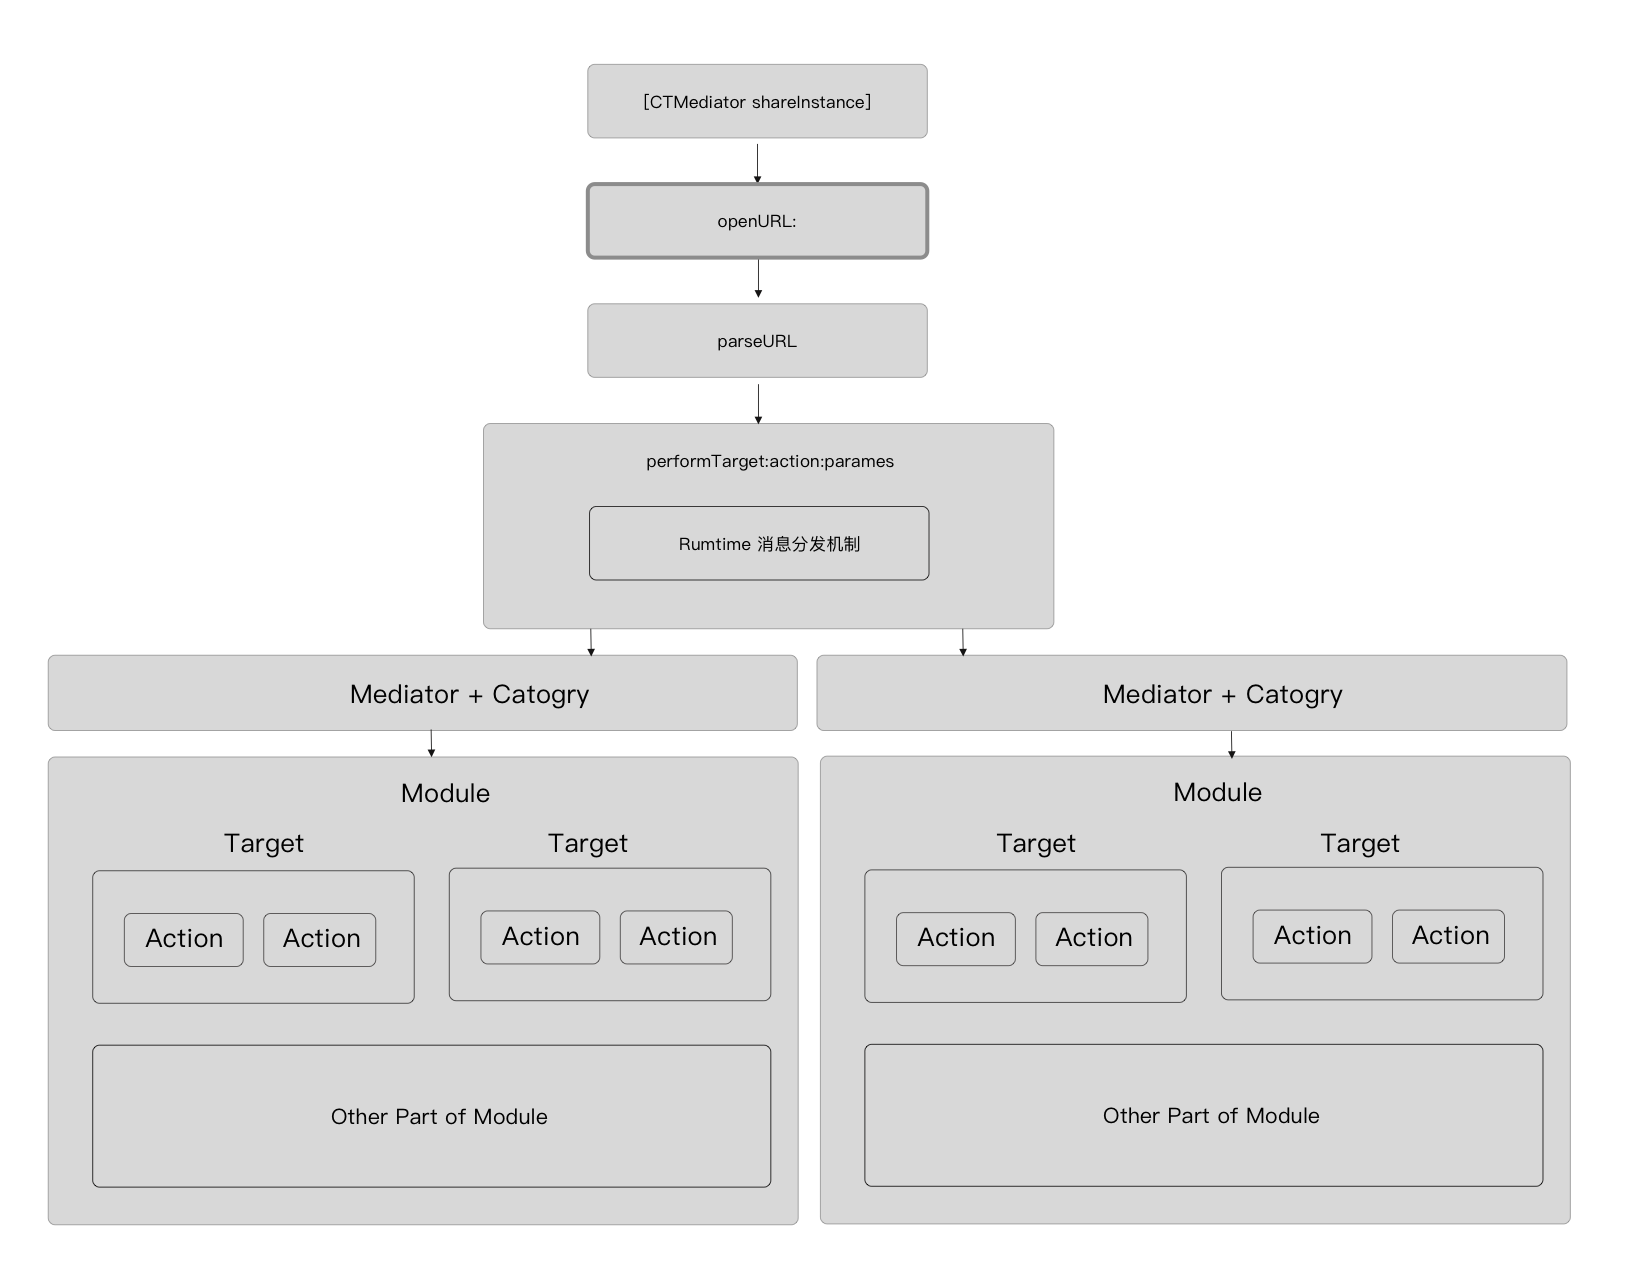 [CTMediator shareInstance]
openURL:
parseURL
performTarget:action:parames
Rumtime 消息分发机制
Mediator + Catogry
Mediator + Catogry
Module
Target
Target
Action
Action
Action
Action
Other Part of Module
Module
Target
Target
Action
Action
Action
Action
Other Part of Module